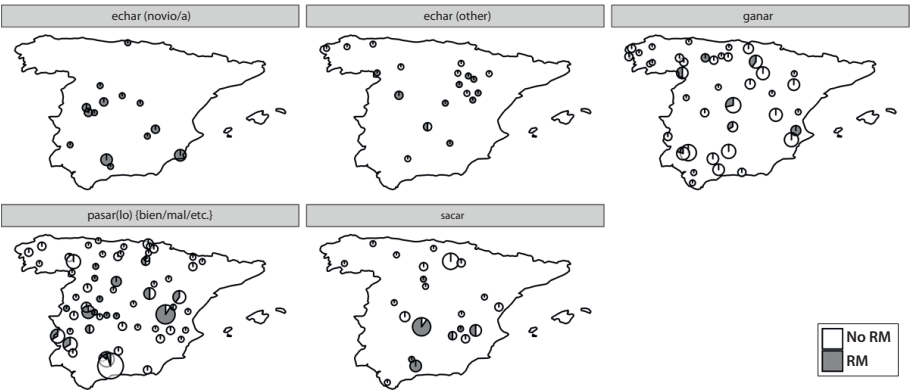 echar (novio/a)
echar (other)
ganar
pasar(lo) {bien/mal/etc.}
sacar
No RM
RM